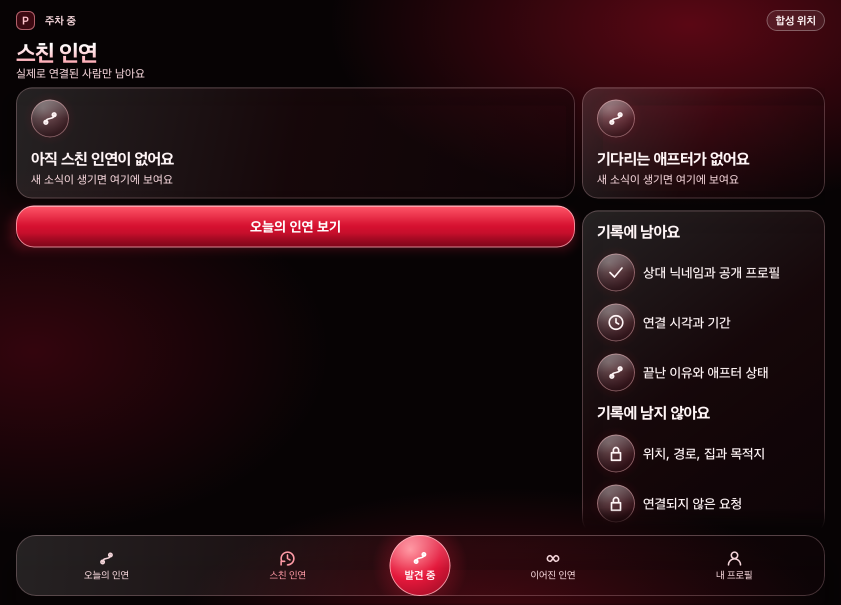 P 주차 중
합성 위치
스친 인연
실제로 연결된 사람만 남아요
아직 스친 인연이 없어요
새 소식이 생기면 여기에 보여요
오늘의 인연 보기
기다리는 애프터가 없어요
새 소식이 생기면 여기에 보여요
기록에 남아요
상대 닉네임과 공개 프로필
연결 시각과 기간
끝난 이유와 애프터 상태
기록에 남지 않아요
위치, 경로, 집과 목적지
연결되지 않은 요청
오늘의 인연
스친 인연
발견 중
이어진 인연
내 프로필